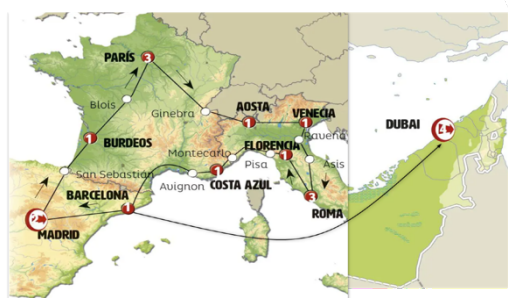 PARÍS
3
Blois
Ginebra
AOSTA
1
VENECIA
1
DUBAI
4
1
BURDEOS
Montecarlo
FLORENCIA
1
Ravena
San Sebastian
Pisa
Asis
Avignon
1
COSTA AZUL
BARCELONA
1
3
ROMA
2
MADRID